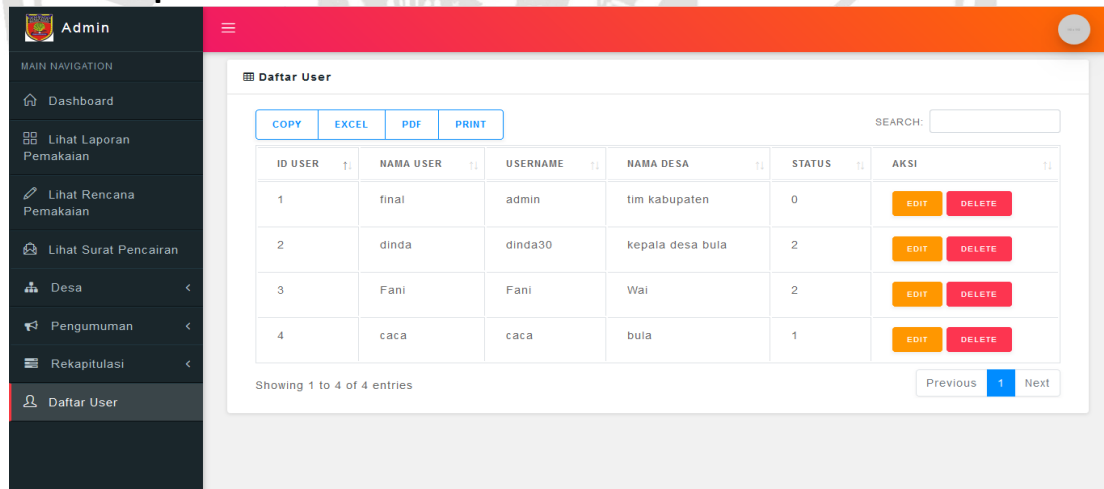 Admin
MAIN NAVIGATION
Dashboard
Lihat Laporan
Pemakaian
Lihat Rencana
Pemakaian
Lihat Surat Pencairan
Desa
Pengumuman
Rekapitulasi
Daftar User
Daftar User
COPY EXCEL PDF PRINT
SEARCH:
ID USER NAMA USER USERNAME NAMA DESA STATUS AKSI
1 final admin tim kabupaten 0 EDIT DELETE
2 dinda dinda30 kepala desa bula 2 EDIT DELETE
3 Fani Fani Wai 2 EDIT DELETE
4 caca caca bula 1 EDIT DELETE
Showing 1 to 4 of 4 entries
Previous 1 Next